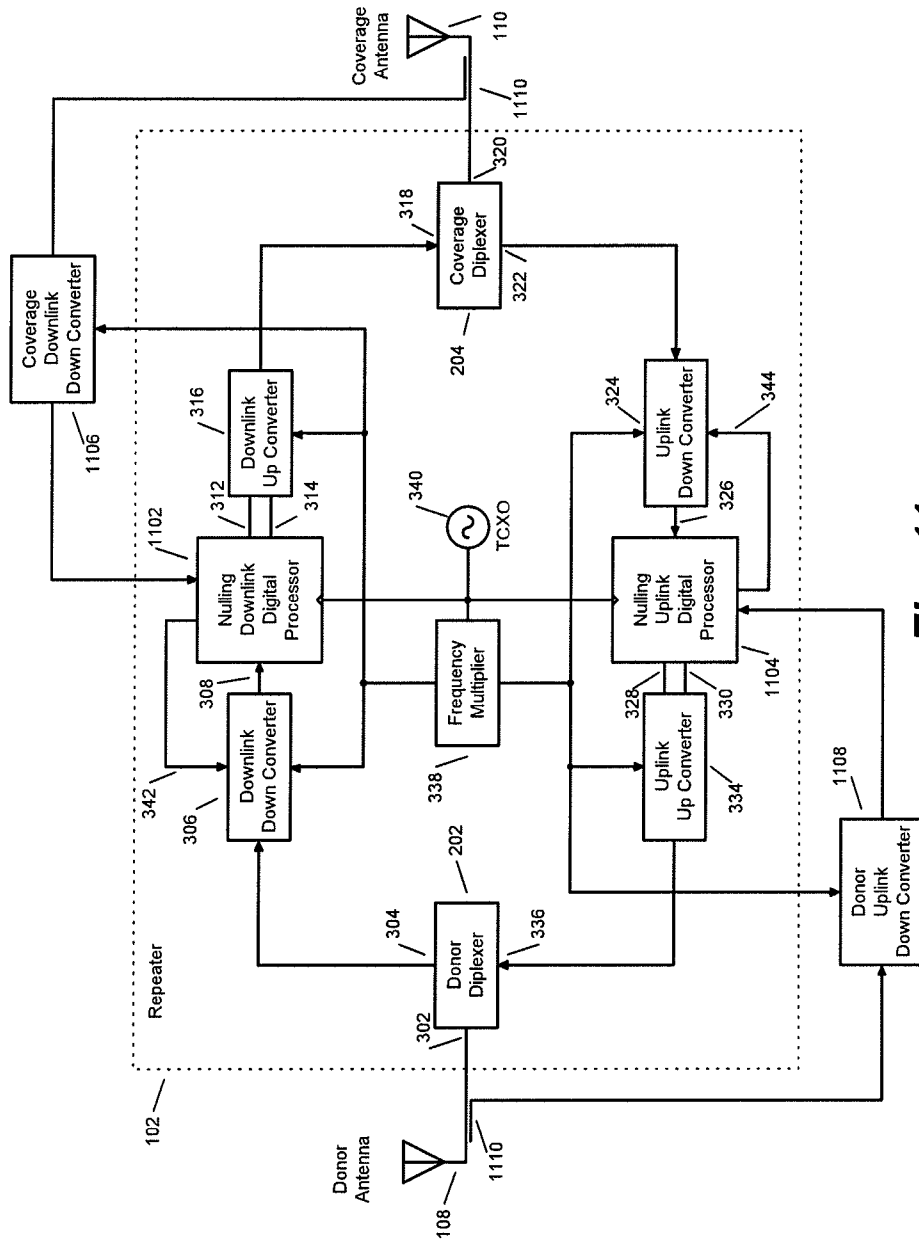 Coverage
Downlink
Down Converter
1106
102
Repeater
1102
342
306
Downlink
Down Converter
308
Nulling
Downlink
Digital
Processor
312
314
316
Downlink
Up Converter
Donor
Antenna
108
1110
302
304
Donor
Diplexer
202
336
338
Frequency
Multiplier
340
TCXO
318
Coverage
Diplexer
320
322
204
Coverage
Antenna
110
1110
334
Uplink
Up Converter
328
330
Nulling
Uplink
Digital
Processor
1104
326
324
Uplink
Down Converter
344
Donor
Uplink
Down Converter
1108